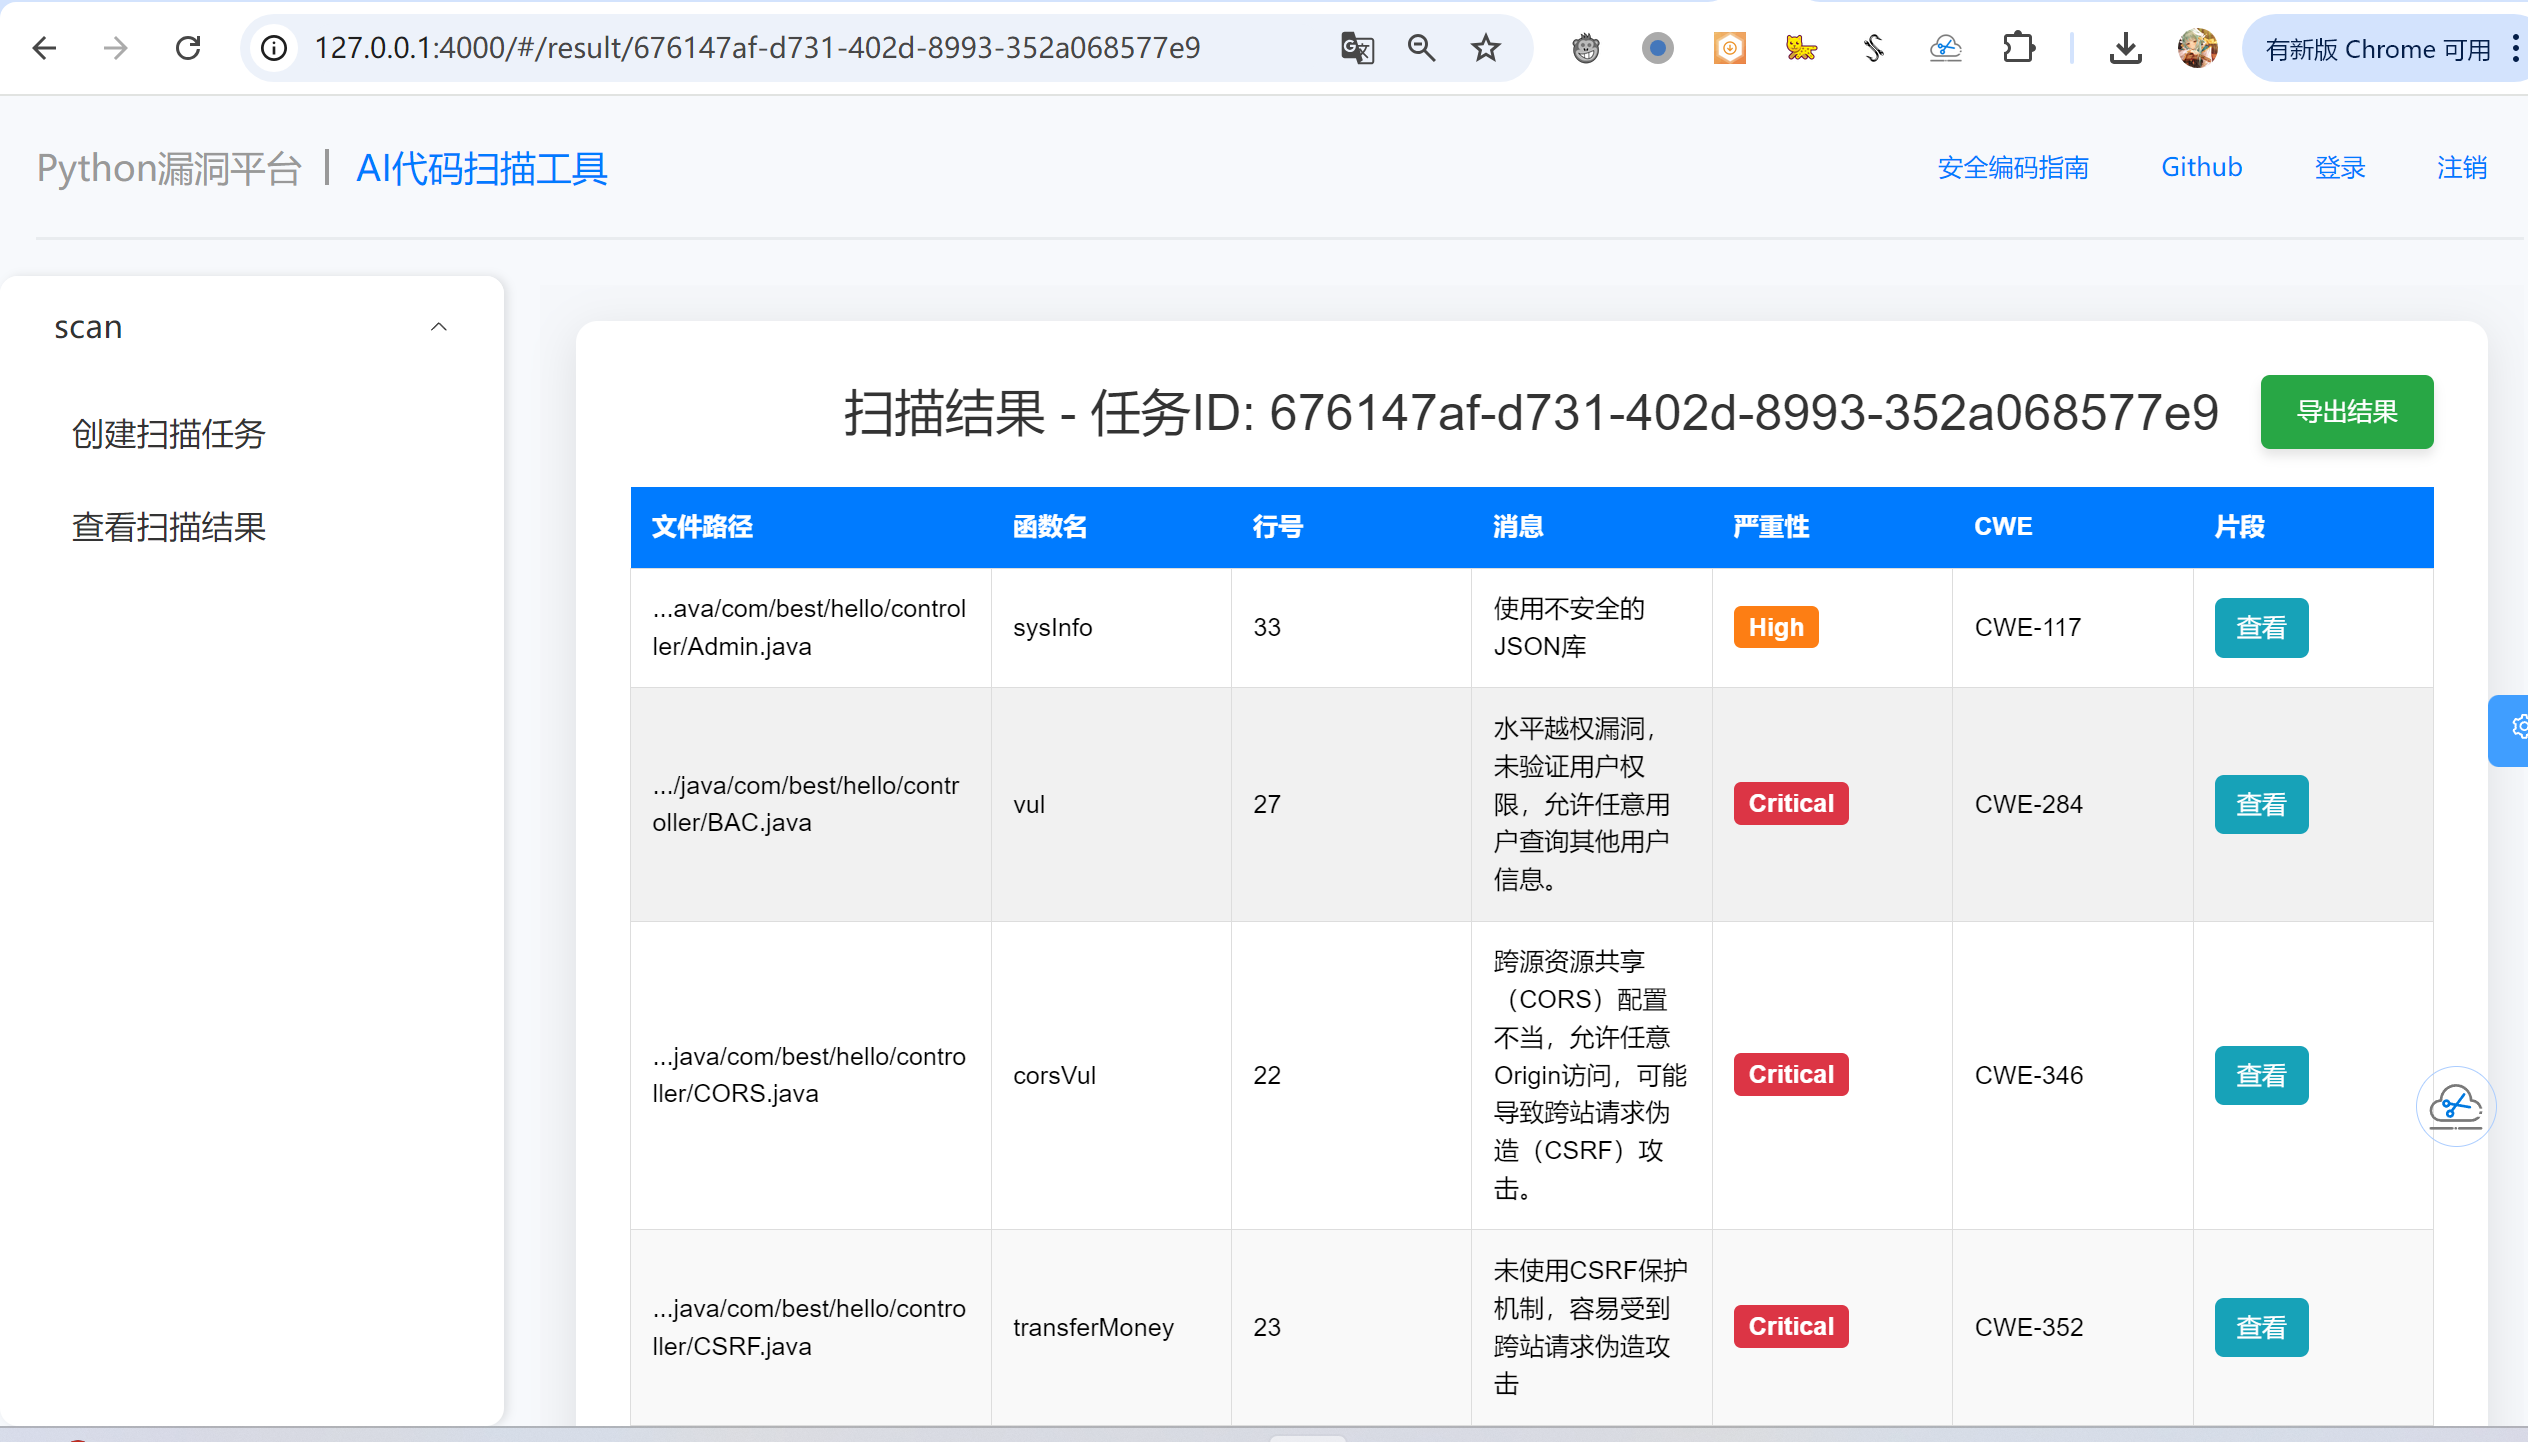 127.0.0.1:4000/#/result/676147af-d731-402d-8993-352a068577e9
有新版 Chrome 可用
Python漏洞平台 | AI代码扫描工具
安全编码指南 Github 登录 注销
scan
创建扫描任务
查看扫描结果
扫描结果 - 任务ID: 676147af-d731-402d-8993-352a068577e9
导出结果
文件路径 函数名 行号 消息 严重性 CWE 片段
...ava/com/best/hello/control
ler/Admin.java
sysInfo
33
使用不安全的
JSON库
High
CWE-117
查看
.../java/com/best/hello/contr
oller/BAC.java
vul
27
水平越权漏洞，
未验证用户权
限，允许任意用
户查询其他用户
信息。
Critical
CWE-284
查看
...java/com/best/hello/contro
ller/CORS.java
corsVul
22
跨源资源共享
（CORS）配置
不当，允许任意
Origin访问，可能
导致跨站请求伪
造（CSRF）攻
击。
Critical
CWE-346
查看
...java/com/best/hello/contro
ller/CSRF.java
transferMoney
23
未使用CSRF保护
机制，容易受到
跨站请求伪造攻
击
Critical
CWE-352
查看